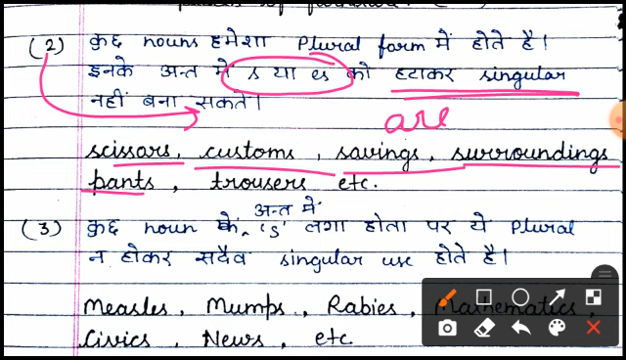 (2) कुछ nouns हमेशा Plural form में होते है।
इनके अन्त में s या es को हटाकर singular
नहीं बना सकते।
are
scissors, customs, savings, surroundings
pants, trousers etc.
(3) कुछ noun के अन्त में 's' लगा होता पर ये Plural
न होकर सदैव singular use होते है।
Measles, Mumps, Rabies, Mathematics,
Civics, News, etc.